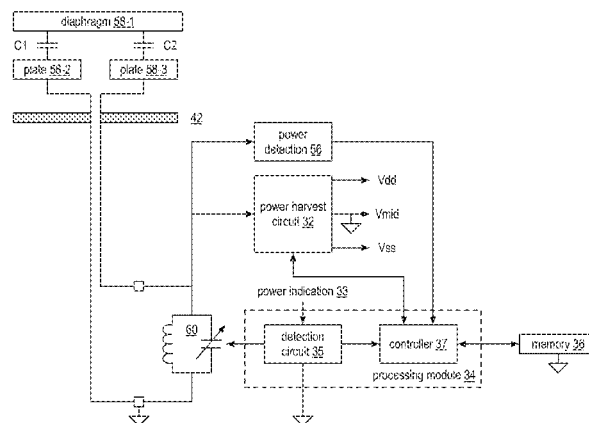 diaphragm 58-1
C1
C2
plate 58-2
plate 58-3
42
power
detection 56
power harvest
circuit 32
Vdd
Vmid
Vss
power indication 33
60
detection
circuit 35
controller 37
memory 36
processing module 34